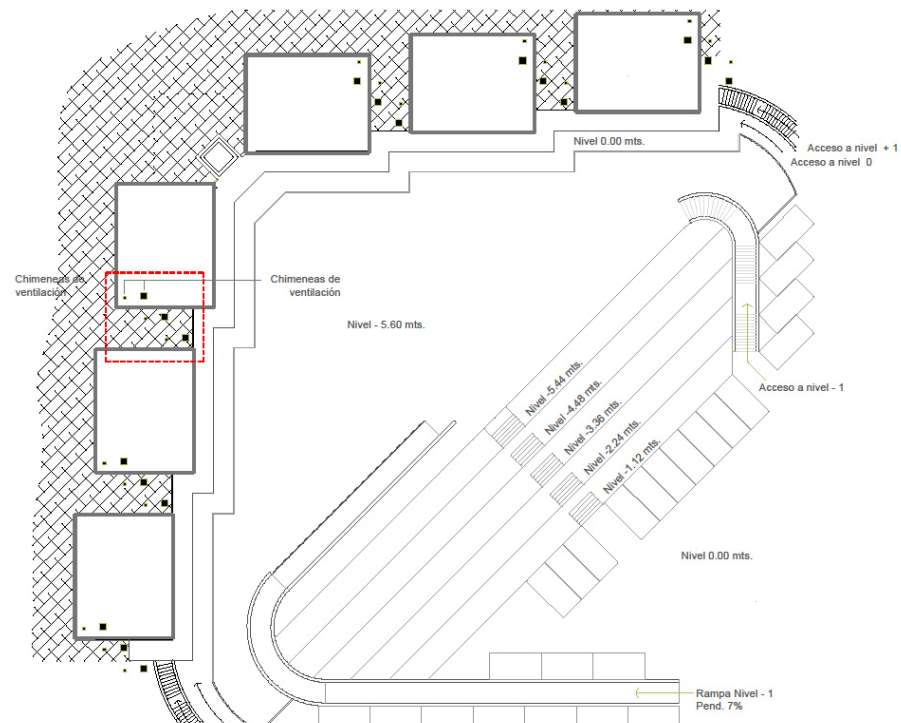 Nivel 0.00 mts.
Acceso a nivel + 1
Acceso a nivel 0
Chimeneas de
ventilación
Chimeneas de
ventilación
Nivel - 5.60 mts.
Nivel -5.44 mts.
Nivel -4.48 mts.
Nivel -3.36 mts.
Nivel -2.24 mts.
Nivel -1.12 mts.
Acceso a nivel - 1
Nivel 0.00 mts.
Rampa Nivel - 1
Pend. 7%